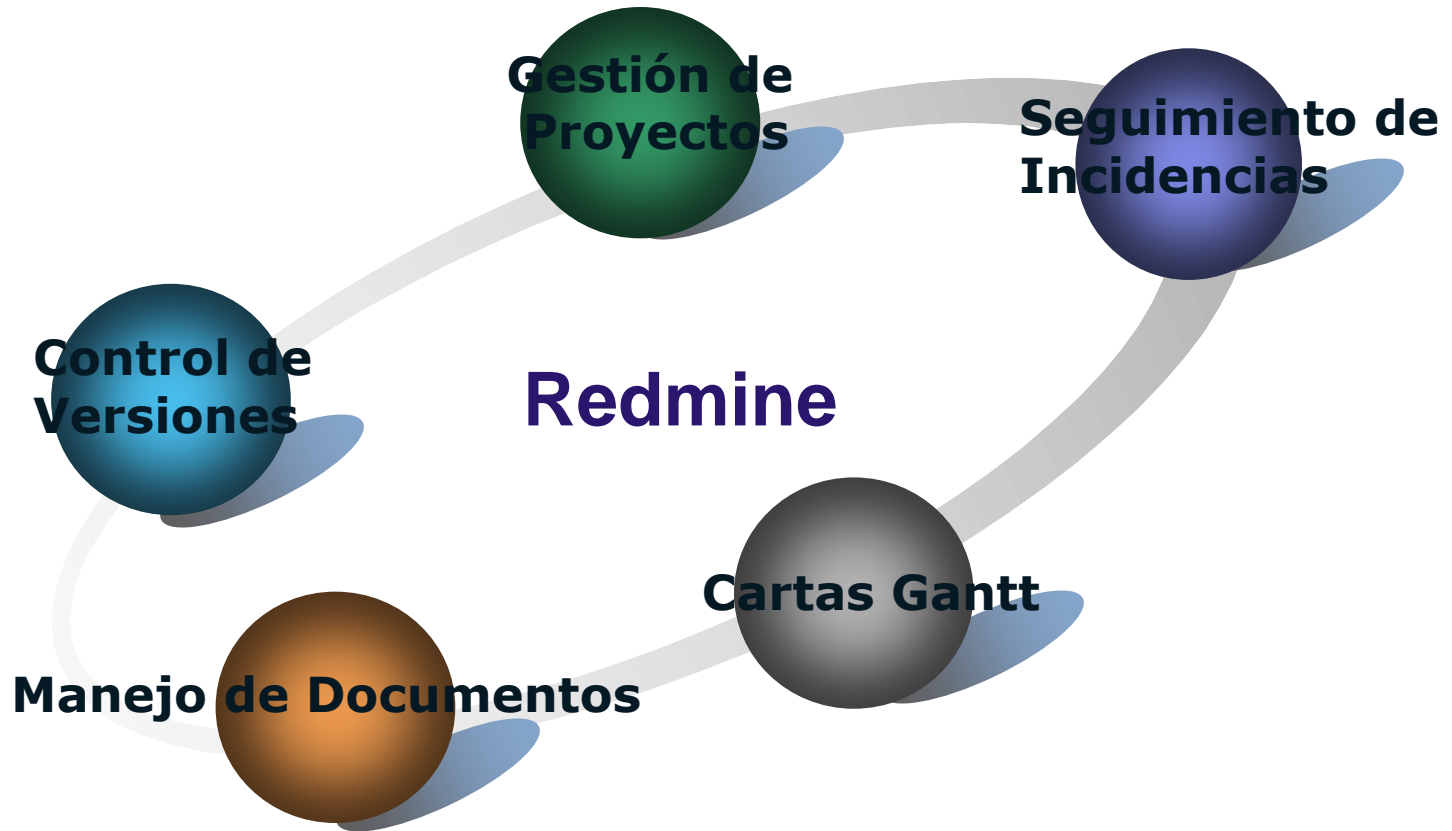 Gestión de
Proyectos
Seguimiento de
Incidencias
Control de
Versiones
Redmine
Cartas Gantt
Manejo de Documentos